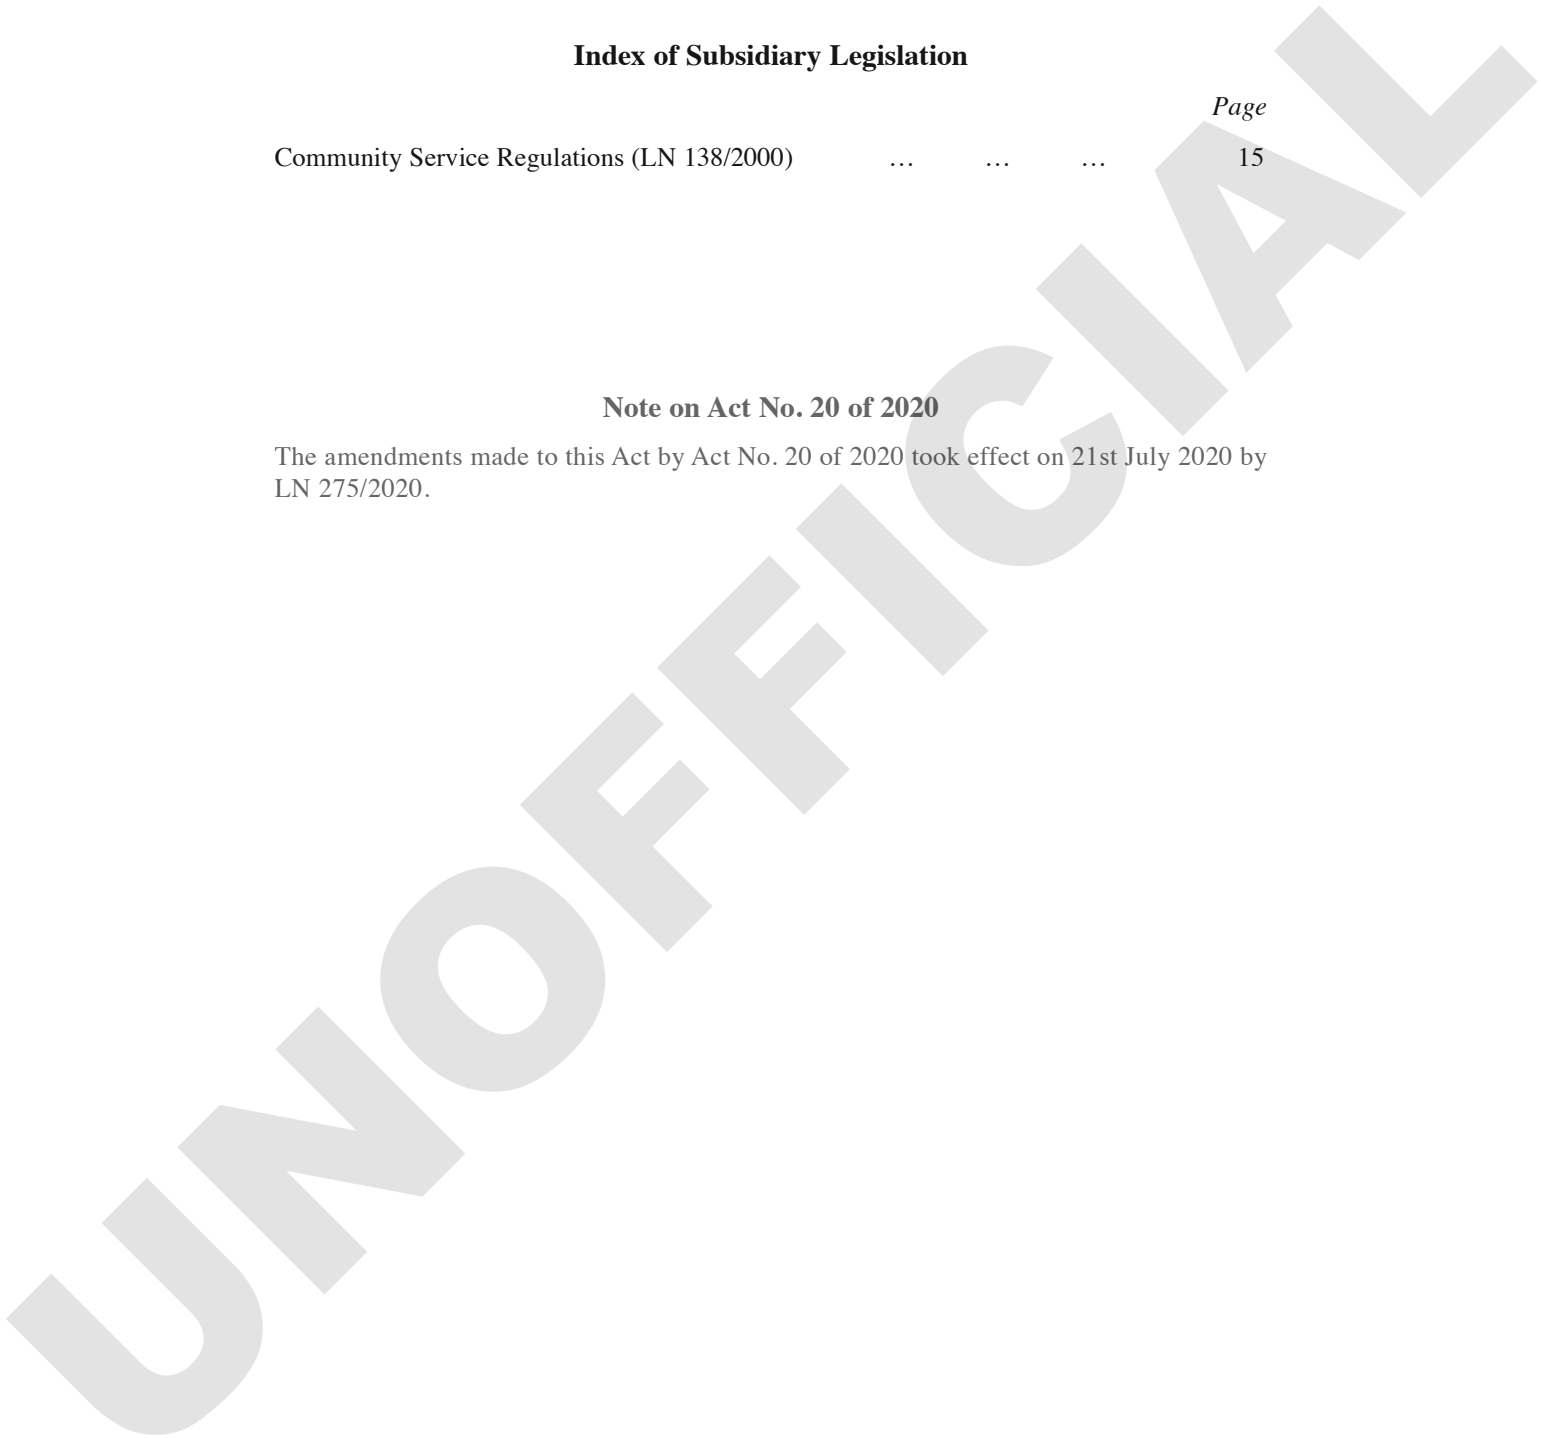 Index of Subsidiary Legislation
Page
Community Service Regulations (LN 138/2000) … … … 15
Note on Act No. 20 of 2020
The amendments made to this Act by Act No. 20 of 2020 took effect on 21st July 2020 by
LN 275/2020.
UNOFFICIAL